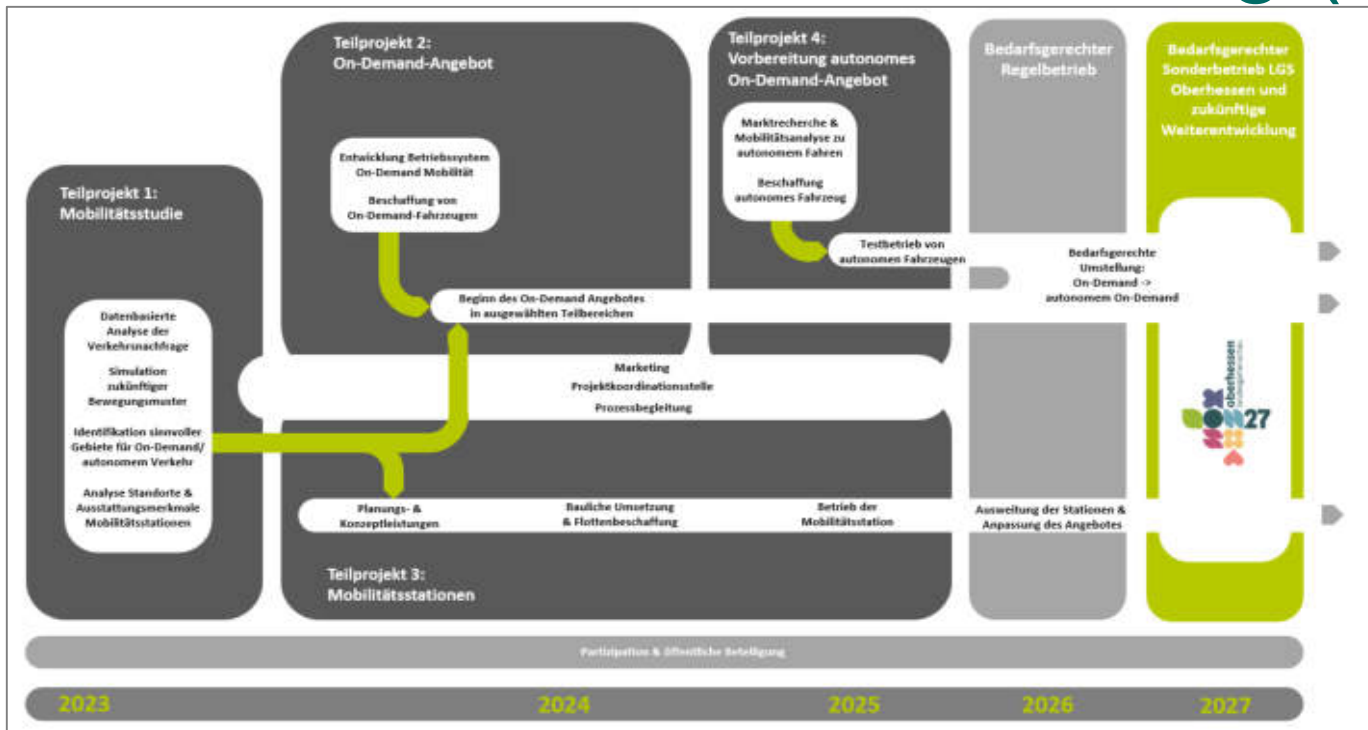 Teilprojekt 1:
Mobilitätsstudie
Datenbasierte
Analyse der
Verkehrsnachfrage
Simulation
zukünftiger
Bewegungsmuster
Identifikation sinnvoller
Gebiete für On-Demand/
autonomem Verkehr
Analyse Standorte &
Ausstattungsmerkmale
Mobilitätsstationen
Teilprojekt 2:
On-Demand-Angebot
Entwicklung Betriebssystem
On-Demand Mobilität
Beschaffung von
On-Demand-Fahrzeugen
Beginn des On-Demand Angebotes
in ausgewählten Teilbereichen
Teilprojekt 4:
Vorbereitung autonomes
On-Demand-Angebot
Marktrecherche &
Mobilitätsanalyse zu
autonomem Fahren
Beschaffung
autonomes Fahrzeug
Testbetrieb von
autonomen Fahrzeugen
Bedarfsgerechter
Regelbetrieb
Bedarfsgerechte
Umstellung:
On-Demand ->
autonomem On-Demand
Bedarfsgerechter
Sonderbetrieb LGS
Oberhessen und
zukünftige
Weiterentwicklung
oberhessen
27
Marketing
Projektkoordinationsstelle
Prozessbegleitung
Planungs- &
Konzeptleistungen
Bauliche Umsetzung
& Flottenbeschaffung
Betrieb der
Mobilitätsstation
Ausweitung der Stationen &
Anpassung des Angebotes
Teilprojekt 3:
Mobilitätsstationen
Partizipation & öffentliche Beteiligung
2023
2024
2025
2026
2027